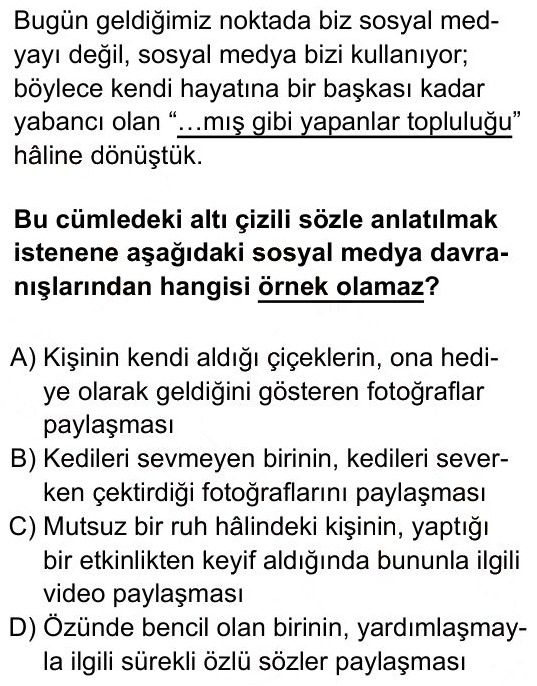 Bugün geldiğimiz noktada biz sosyal med-
yayı değil, sosyal medya bizi kullanıyor;
böylece kendi hayatına bir başkası kadar
yabancı olan “...mış gibi yapanlar topluluğu”
hâline dönüştük.
Bu cümledeki altı çizili sözle anlatılmak
istenene aşağıdaki sosyal medya davra-
nışlarından hangisi örnek olamaz?
A) Kişinin kendi aldığı çiçeklerin, ona hedi-
ye olarak geldiğini gösteren fotoğraflar
paylaşması
B) Kedileri sevmeyen birinin, kedileri sever-
ken çektirdiği fotoğraflarını paylaşması
C) Mutsuz bir ruh hâlindeki kişinin, yaptığı
bir etkinlikten keyif aldığında bununla ilgili
video paylaşması
D) Özünde bencil olan birinin, yardımlaşmay-
la ilgili sürekli özlü sözler paylaşması